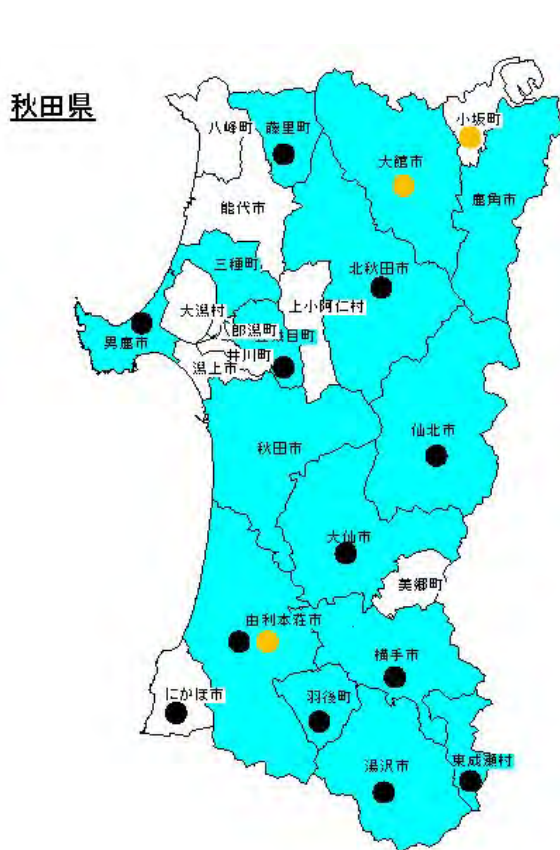 秋田県
小坂町
八峰町
藤里町
大館市
鹿角市
能代市
三種町
北秋田市
大潟村
上小阿仁村
八郎潟町
男鹿市
井川町
潟上市
仙北市
秋田市
大仙市
美郷町
由利本荘市
横手市
にかほ市
羽後町
東成瀬村
湯沢市